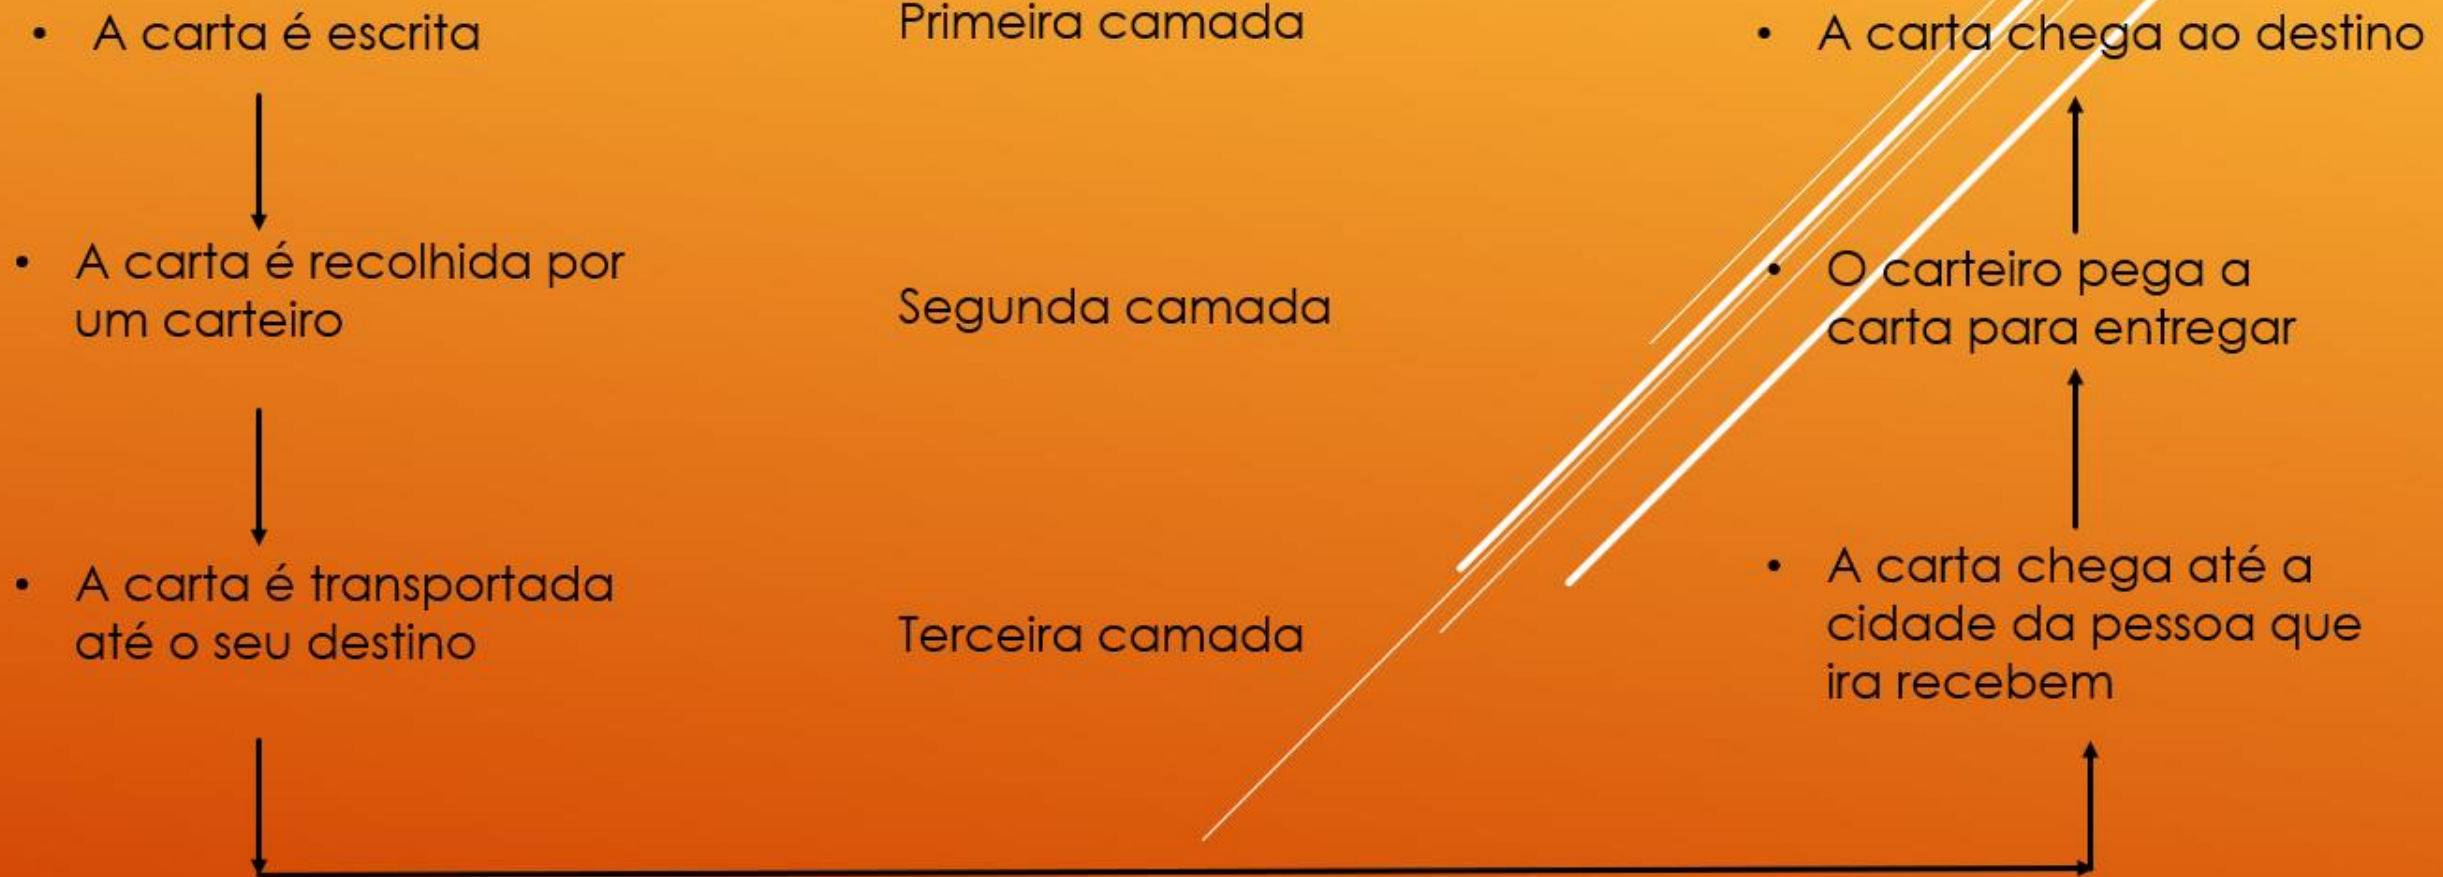 • A carta é escrita
Primeira camada
• A carta chega ao destino
• A carta é recolhida por
um carteiro
Segunda camada
• O carteiro pega a
carta para entregar
• A carta é transportada
até o seu destino
Terceira camada
• A carta chega até a
cidade da pessoa que
ira recebem